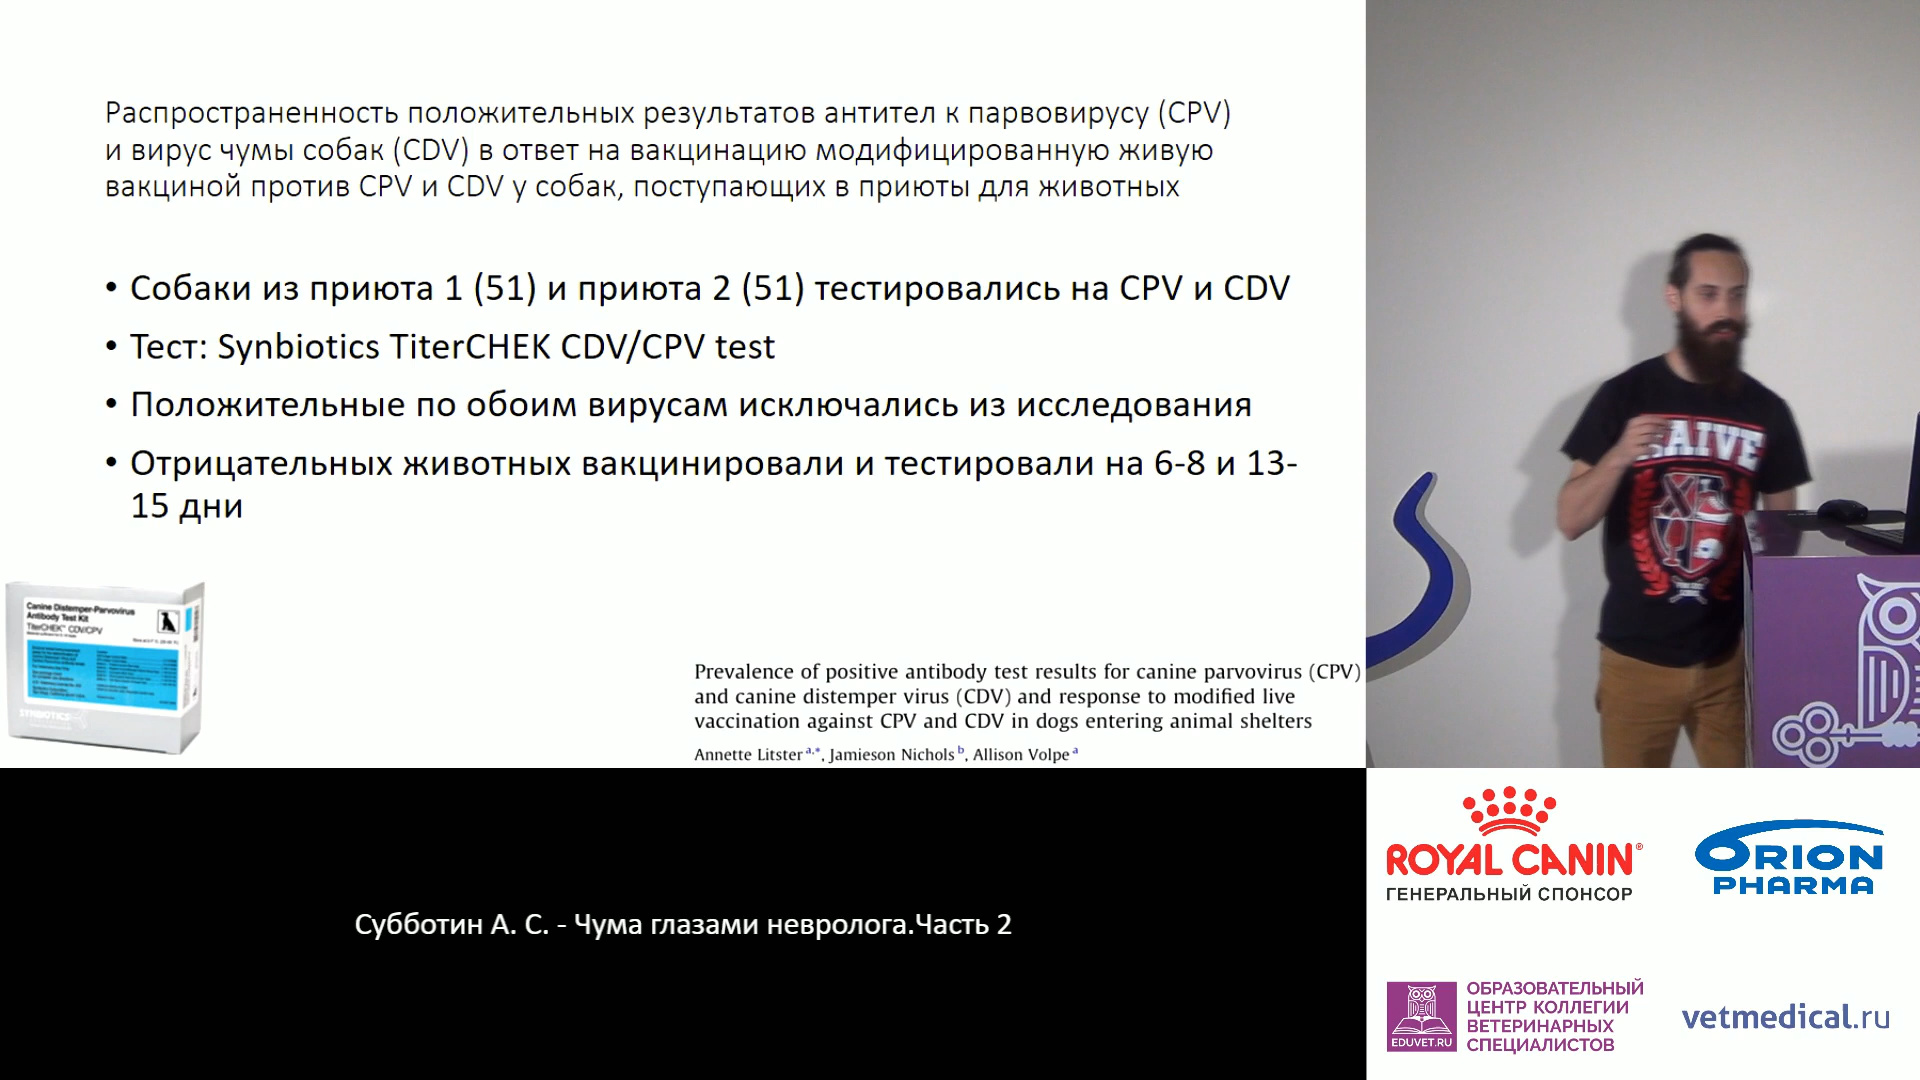 Распространенность положительных результатов антител к парвовирусу (CPV)
и вирус чумы собак (CDV) в ответ на вакцинацию модифицированную живую
вакциной против CPV и CDV у собак, поступающих в приюты для животных
• Собаки из приюта 1 (51) и приюта 2 (51) тестировались на CPV и CDV
• Тест: Synbiotics TiterCHEK CDV/CPV test
• Положительные по обоим вирусам исключались из исследования
• Отрицательных животных вакцинировали и тестировали на 6-8 и 13-
15 дни
Canine Distemper-Parvovirus
Antibody Test Kit
TiterCHEK™ CDV/CPV
SYNBIOTICS
Prevalence of positive antibody test results for canine parvovirus (CPV)
and canine distemper virus (CDV) and response to modified live
vaccination against CPV and CDV in dogs entering animal shelters
Annette Litster a,*, Jamieson Nichols b, Allison Volpe a
AIVE
Субботин А. С. - Чума глазами невролога.Часть 2
ROYAL CANIN®
ГЕНЕРАЛЬНЫЙ СПОНСОР
ORION
PHARMA
EDUVET.RU
ОБРАЗОВАТЕЛЬНЫЙ
ЦЕНТР КОЛЛЕГИИ
ВЕТЕРИНАРНЫХ
СПЕЦИАЛИСТОВ
vetmedical.ru